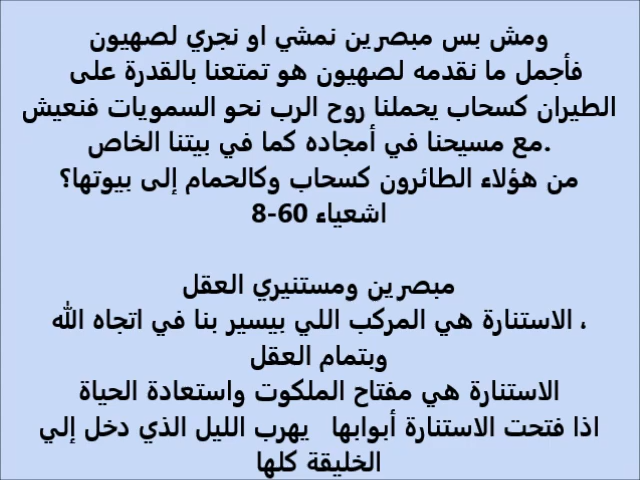 ومش بس مبصرين نمشي او نجري لصهيون
فأجمل ما نقدمه لصهيون هو تمتعنا بالقدرة على
الطيران كسحاب يحملنا روح الرب نحو السمويات فنعيش
مع مسيحنا في أمجاده كما في بيتنا الخاص.
من هؤلاء الطائرون كسحاب وكالحمام إلى بيوتها؟
اشعياء 60-8
مبصرين ومستنيري العقل
، الاستنارة هي المركب اللي بيسير بنا في اتجاه الله
وبتمام العقل
الاستنارة هي مفتاح الملكوت واستعادة الحياة
اذا فتحت الاستنارة أبوابها يهرب الليل الذي دخل إلي
الخليقة كلها